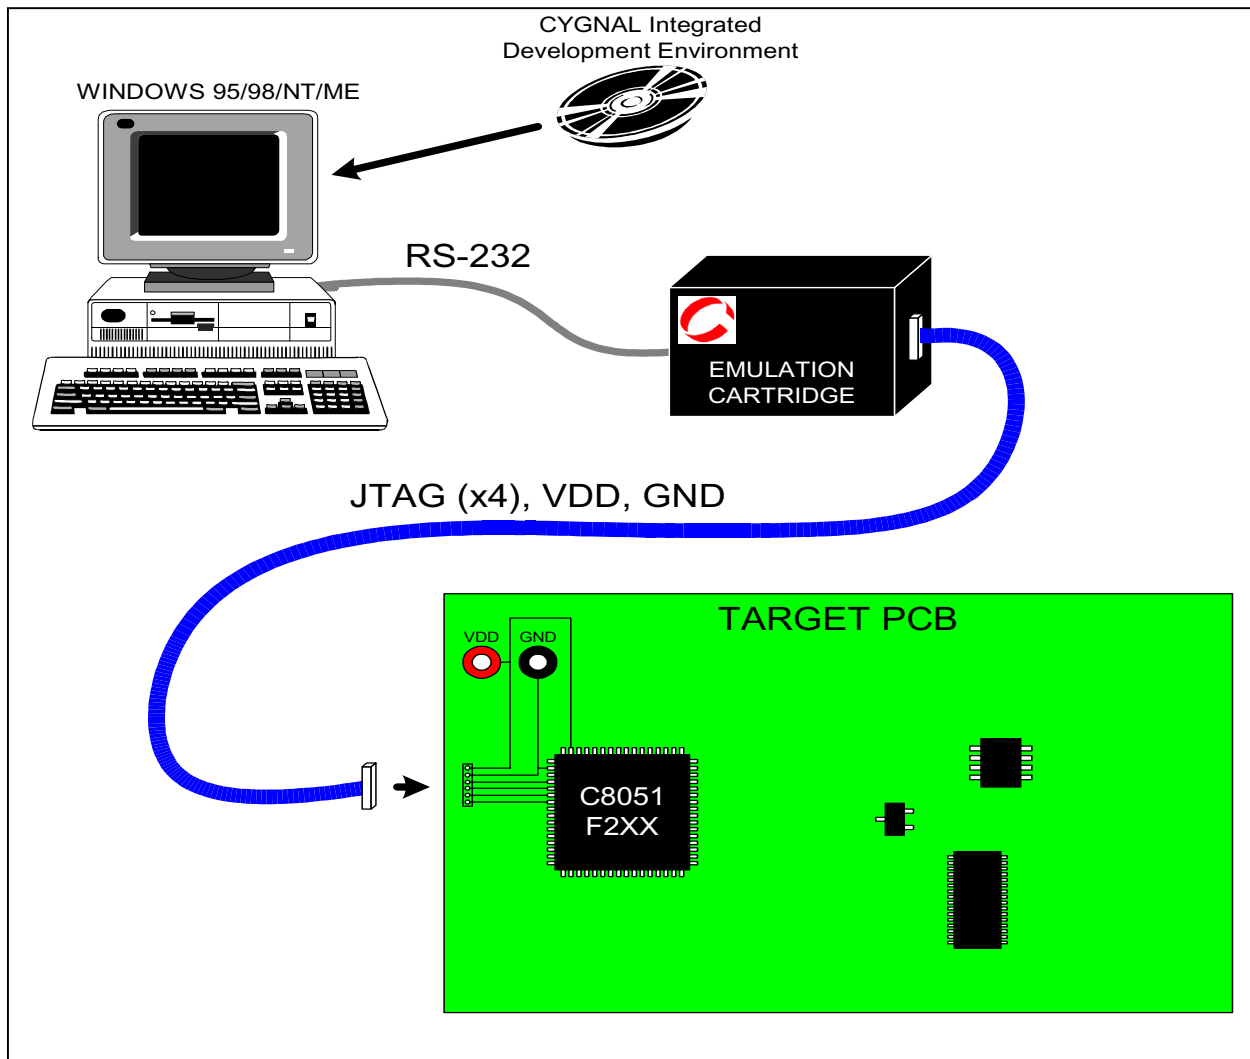 CYGNAL Integrated
Development Environment
WINDOWS 95/98/NT/ME
RS-232
EMULATION
CARTRIDGE
JTAG (x4), VDD, GND
TARGET PCB
VDD
GND
C8051
F2XX